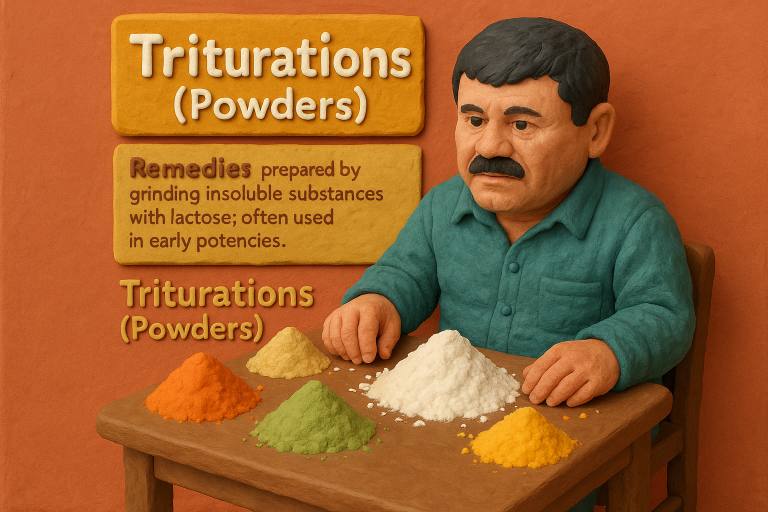 Triturations
(Powders)
Remedies prepared by
grinding insoluble substances
with lactose; often used
in early potencies.
Triturations
(Powders)